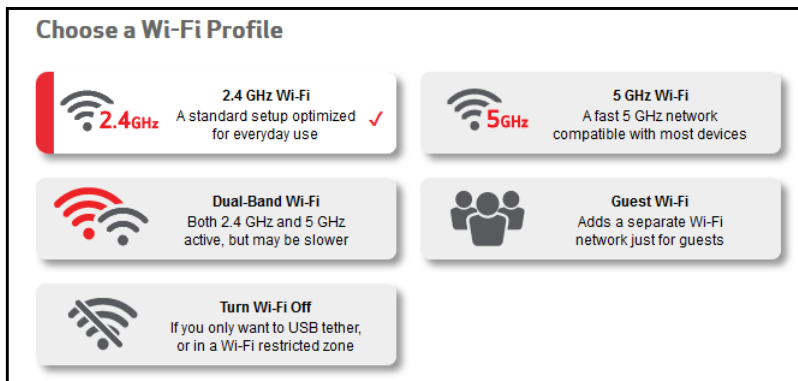 Choose a Wi-Fi Profile
2.4GHz
2.4 GHz Wi-Fi
A standard setup optimized
for everyday use
5GHz
5 GHz Wi-Fi
A fast 5 GHz network
compatible with most devices
Dual-Band Wi-Fi
Both 2.4 GHz and 5 GHz
active, but may be slower
Guest Wi-Fi
Adds a separate Wi-Fi
network just for guests
Turn Wi-Fi Off
If you only want to USB tether,
or in a Wi-Fi restricted zone